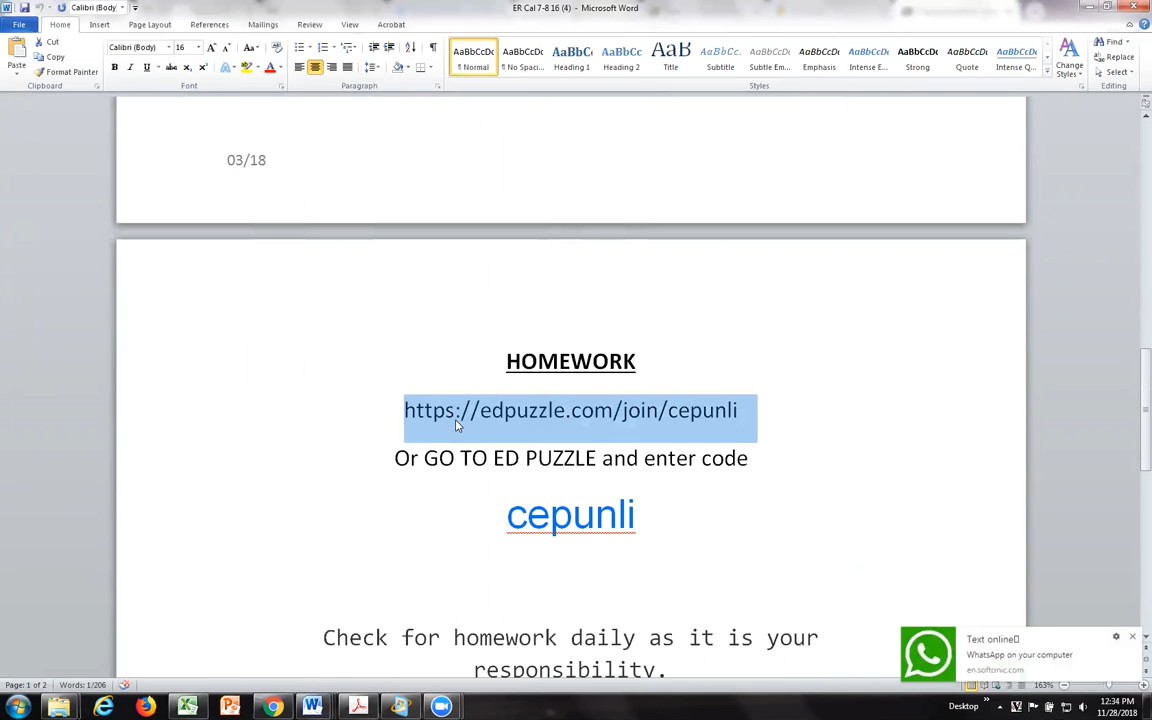 Calibri (Body)
ER Cal 7-8 16 (4) - Microsoft Word
File Home Insert Page Layout References Mailings Review View Acrobat
Paste
Cut
Copy
Format Painter
Calibri (Body) 16
AaBbCcDc AaBbCcDc AaBbCc AaBbCc AaB AaBbCcL AaBbCcDc AaBbCcDc AaBbCcDc AaBbCcDc AaBbCcDc AaBbCcDc
¶ Normal ¶ No Spaci... Heading 1 Heading 2 Title Subtitle Subtle Em... Emphasis Intense E... Strong Quote Intense Q...
Change
Styles
Find
Replace
Select
Clipboard Font Paragraph Styles Editing
03/18
HOMEWORK
https://edpuzzle.com/join/cepunli
Or GO TO ED PUZZLE and enter code
cepunli
Check for homework daily as it is your
responsibility.
Text online
WhatsApp on your computer
en.softonic.com
Page: 1 of 2 Words: 1/206 163%
Desktop
12:34 PM
11/28/2018